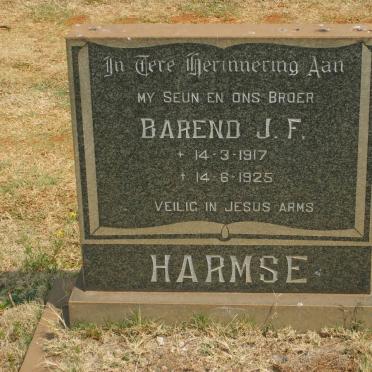 In Tere Herinnering Aan
MY SEUN EN ONS BROER
BAREND J. F.
+ 14-3-1917
+ 14-6-1925
VEILIG IN JESUS ARMS
HARMSE